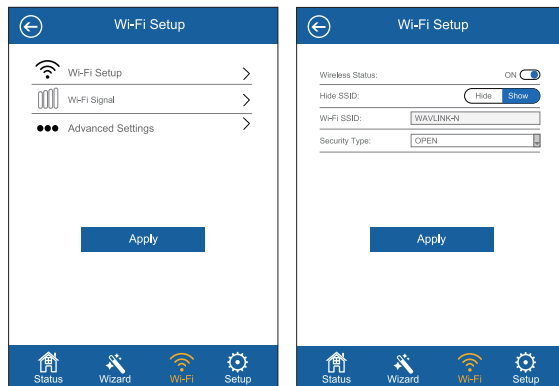 Wi-Fi Setup
Wi-Fi Setup
Wi-Fi Signal
Advanced Settings
Apply
Status
Wizard
Wi-Fi
Setup
Wi-Fi Setup
Wireless Status:
ON
Hide SSID:
Hide
Show
Wi-Fi SSID:
WAVLINK-N
Security Type:
OPEN
Apply
Status
Wizard
Wi-Fi
Setup